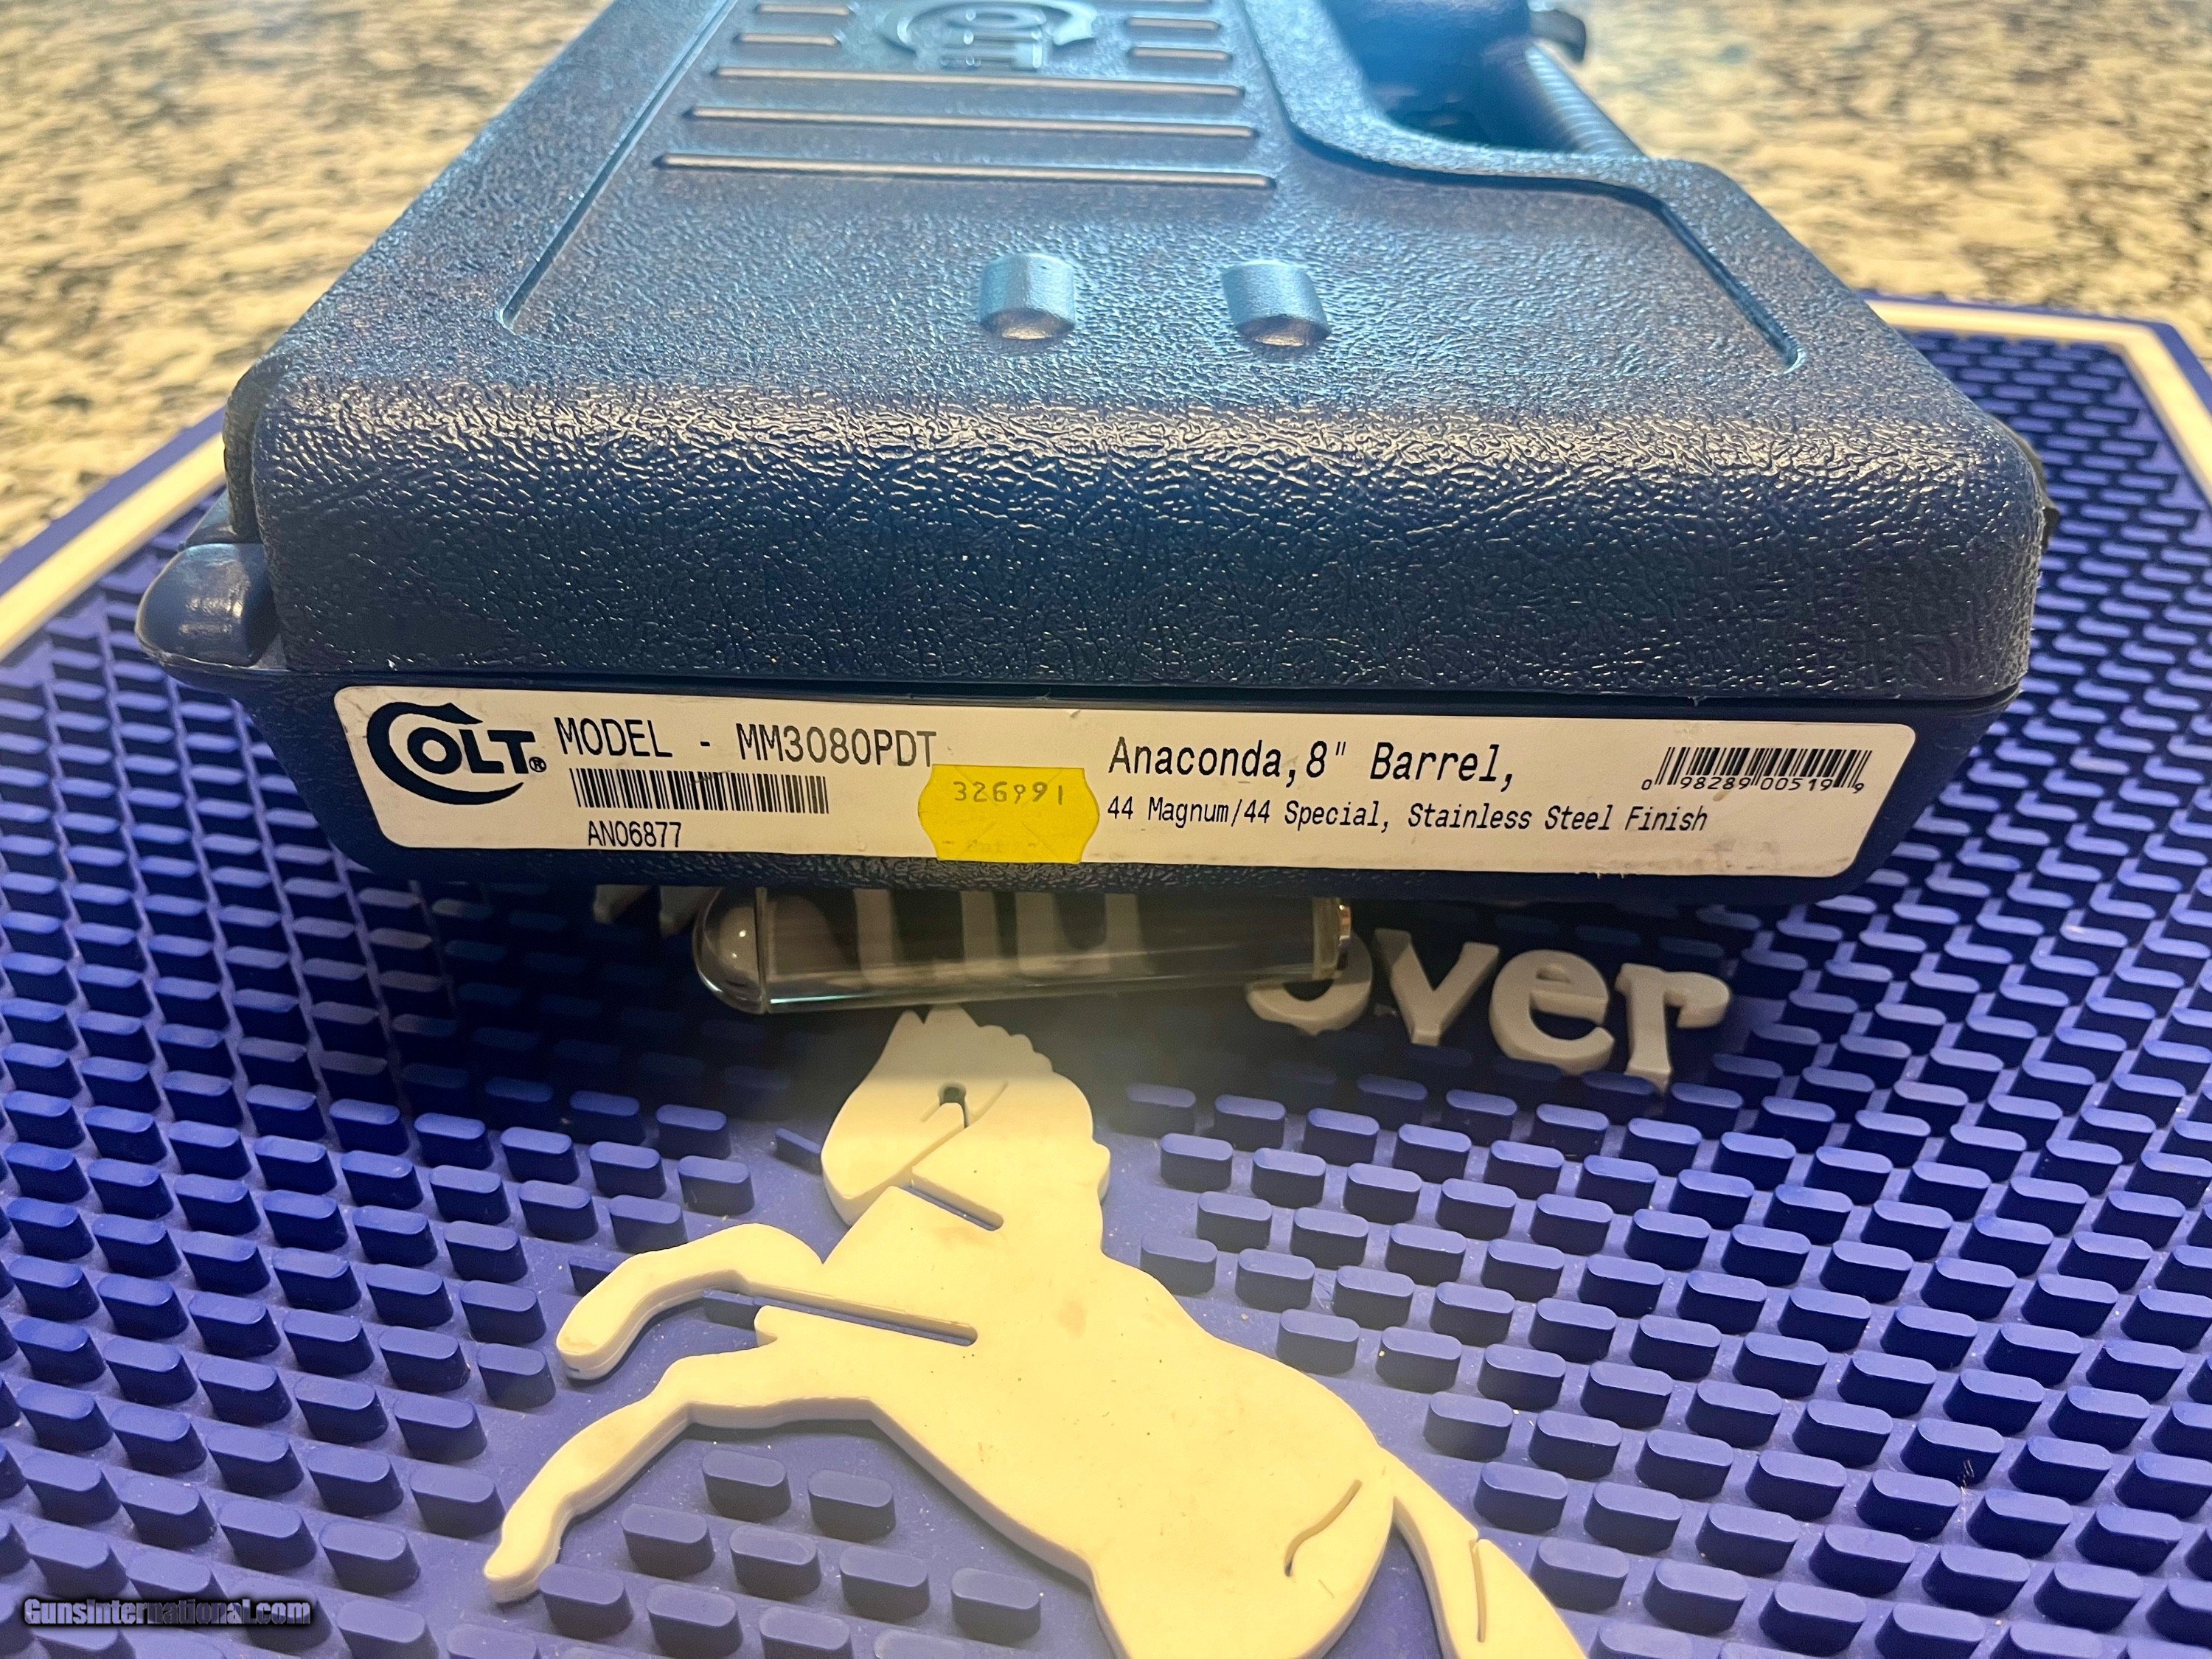 COLT
COLT®
MODEL - MM3080PDT
AN06877
326991
Anaconda,8" Barrel,
44 Magnum/44 Special, Stainless Steel Finish
0 98289 00519 9
over
GunsInternational.com